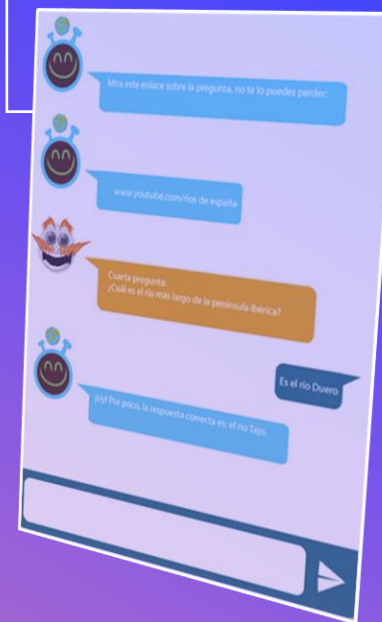 Mira este enlace sobre la pregunta, no te lo puedes perder:
www.youtube.com/rios de españa
Cuarta pregunta:
¿Cuál es el río más largo de la península ibérica?
Es el río Duero
¡Uy! Por poco, la respuesta correcta es: el río Tajo.